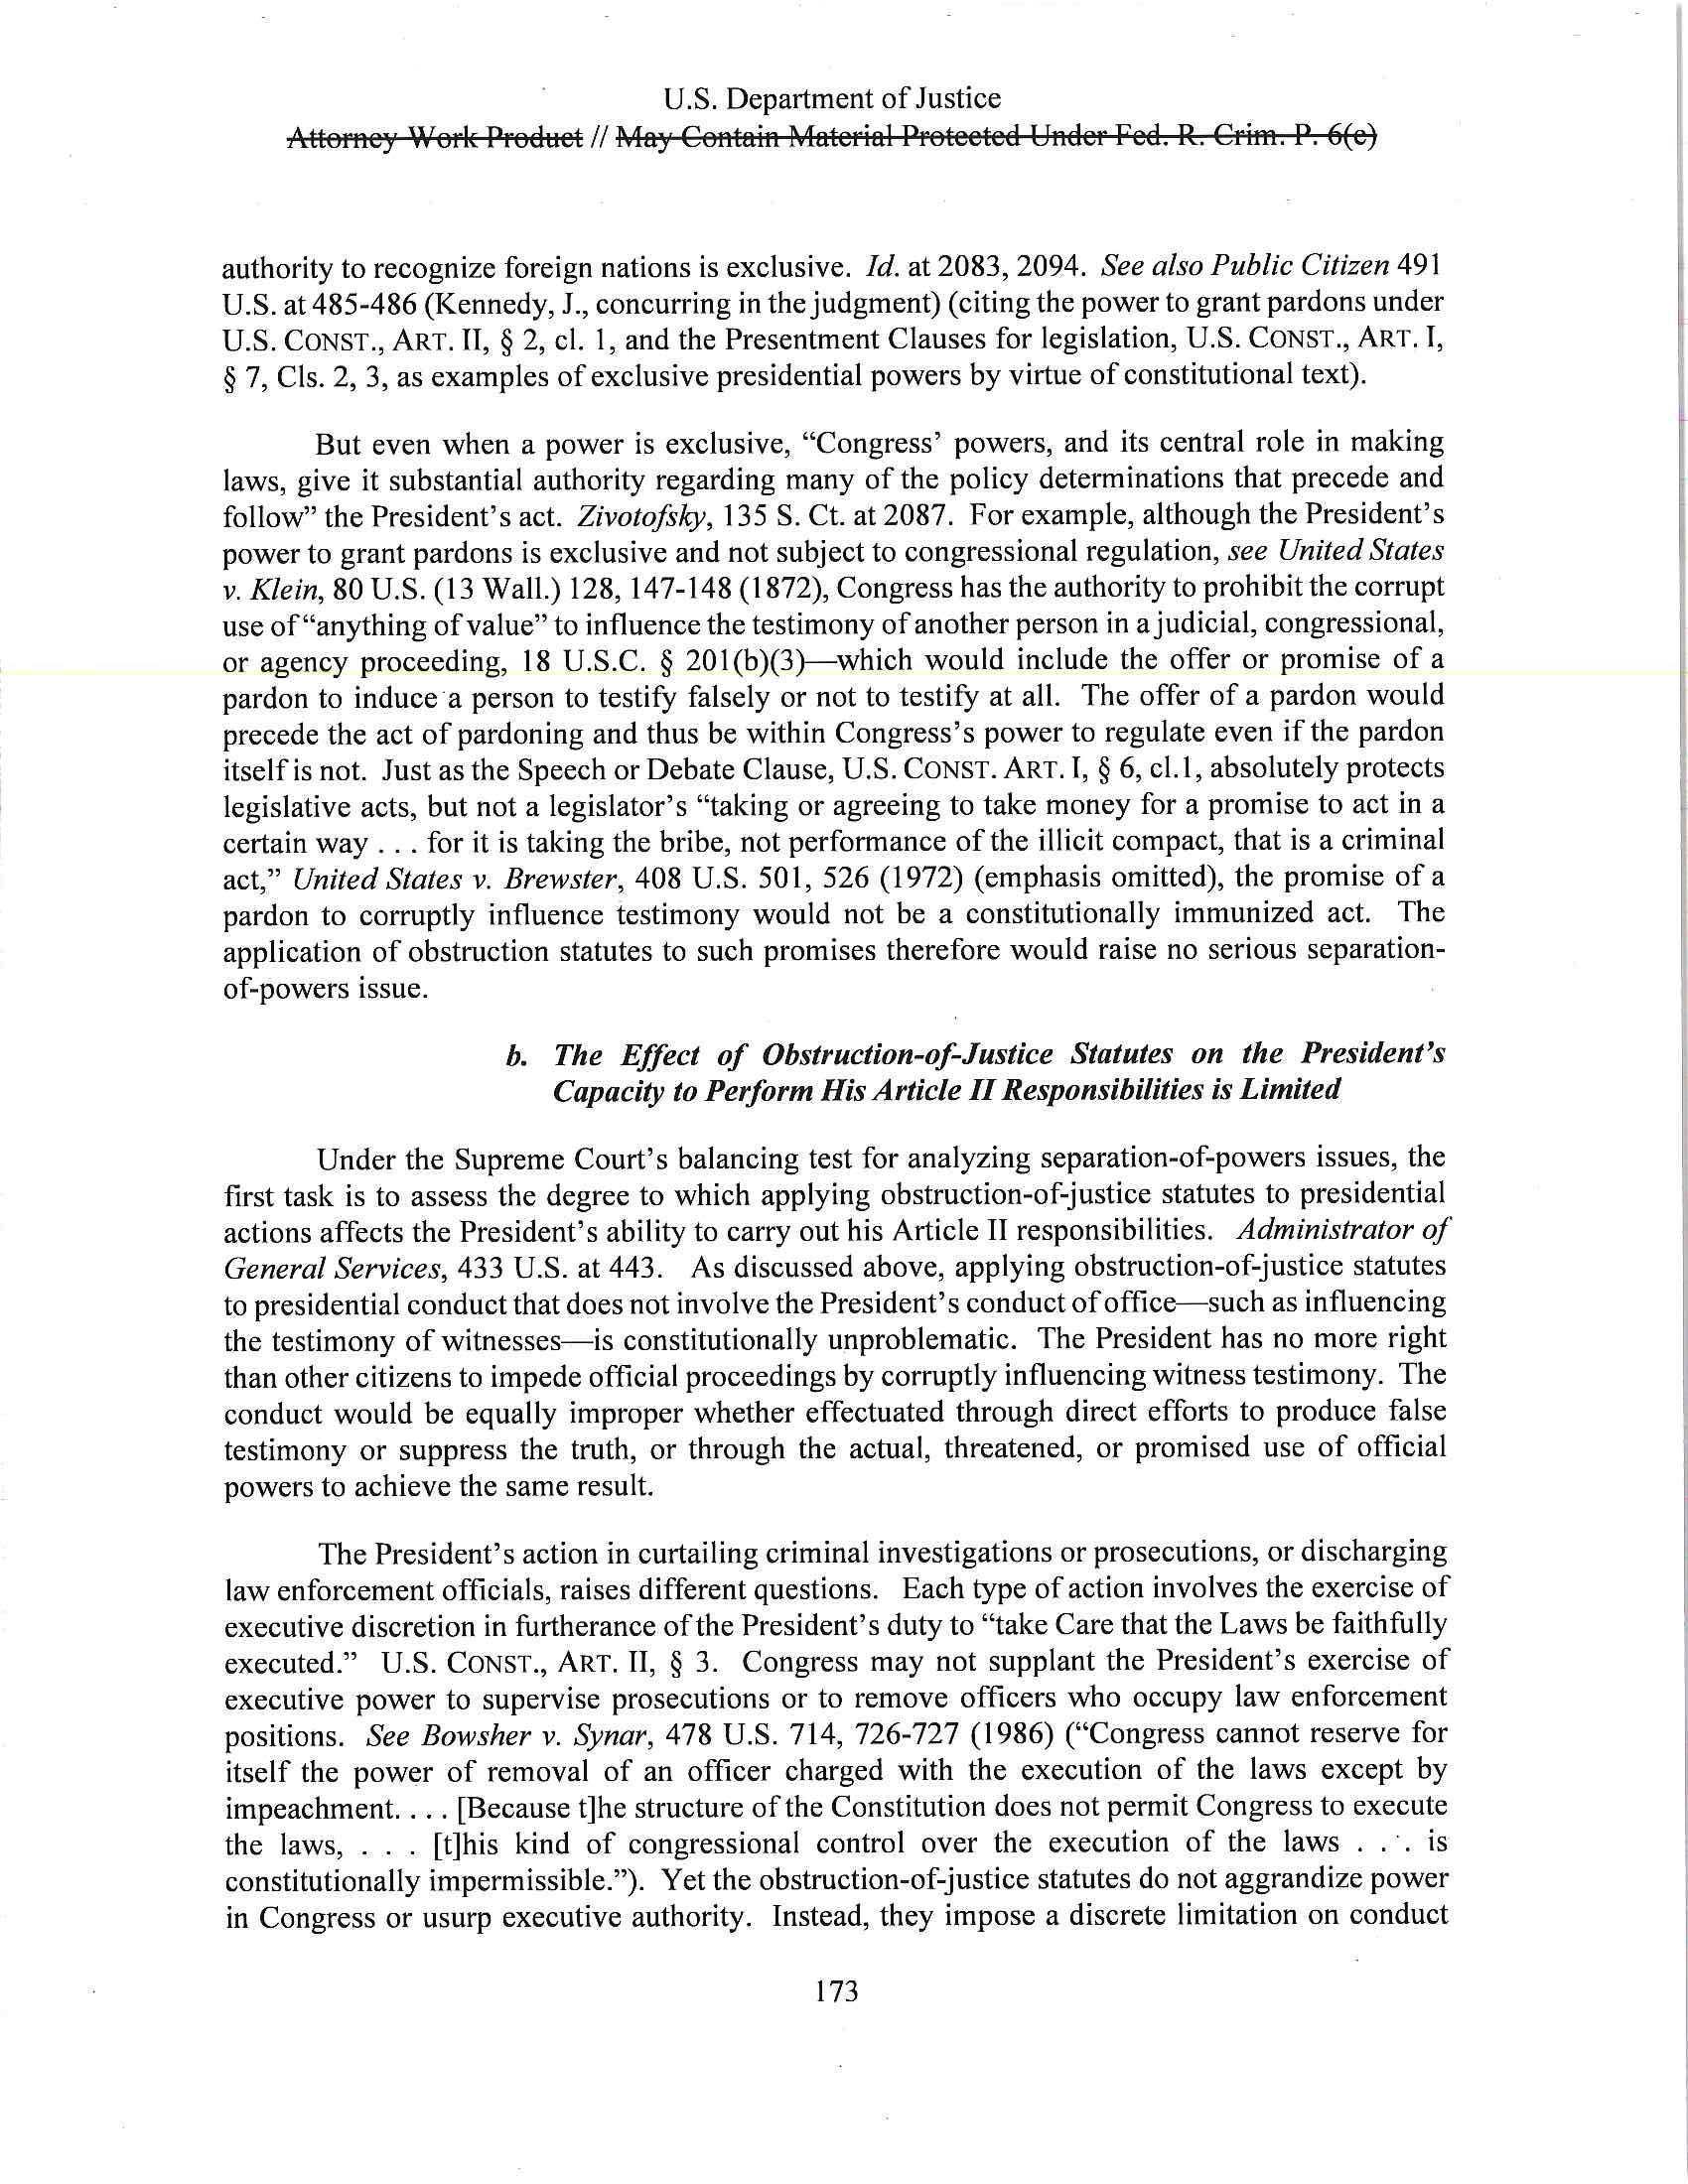 U.S. Department of Justice
Attorney Work Product // May Contain Material Protected Under Fed. R. Crim. P. 6(e)
authority to recognize foreign nations is exclusive. Id. at 2083, 2094. See also Public Citizen 491
U.S. at 485-486 (Kennedy, J., concurring in the judgment) (citing the power to grant pardons under
U.S. CONST., ART. II, § 2, cl. 1, and the Presentment Clauses for legislation, U.S. CONST., ART. I,
§ 7, Cls. 2, 3, as examples of exclusive presidential powers by virtue of constitutional text).
But even when a power is exclusive, “Congress’ powers, and its central role in making
laws, give it substantial authority regarding many of the policy determinations that precede and
follow” the President’s act. Zivotofsky, 135 S. Ct. at 2087. For example, although the President’s
power to grant pardons is exclusive and not subject to congressional regulation, see United States
v. Klein, 80 U.S. (13 Wall.) 128, 147-148 (1872), Congress has the authority to prohibit the corrupt
use of “anything of value” to influence the testimony of another person in a judicial, congressional,
or agency proceeding, 18 U.S.C. § 201(b)(3)—which would include the offer or promise of a
pardon to induce a person to testify falsely or not to testify at all. The offer of a pardon would
precede the act of pardoning and thus be within Congress’s power to regulate even if the pardon
itself is not. Just as the Speech or Debate Clause, U.S. CONST. ART. I, § 6, cl.1, absolutely protects
legislative acts, but not a legislator’s “taking or agreeing to take money for a promise to act in a
certain way . . . for it is taking the bribe, not performance of the illicit compact, that is a criminal
act,” United States v. Brewster, 408 U.S. 501, 526 (1972) (emphasis omitted), the promise of a
pardon to corruptly influence testimony would not be a constitutionally immunized act. The
application of obstruction statutes to such promises therefore would raise no serious separation-
of-powers issue.
b. The Effect of Obstruction-of-Justice Statutes on the President’s
Capacity to Perform His Article II Responsibilities is Limited
Under the Supreme Court’s balancing test for analyzing separation-of-powers issues, the
first task is to assess the degree to which applying obstruction-of-justice statutes to presidential
actions affects the President’s ability to carry out his Article II responsibilities. Administrator of
General Services, 433 U.S. at 443. As discussed above, applying obstruction-of-justice statutes
to presidential conduct that does not involve the President’s conduct of office—such as influencing
the testimony of witnesses—is constitutionally unproblematic. The President has no more right
than other citizens to impede official proceedings by corruptly influencing witness testimony. The
conduct would be equally improper whether effectuated through direct efforts to produce false
testimony or suppress the truth, or through the actual, threatened, or promised use of official
powers to achieve the same result.
The President’s action in curtailing criminal investigations or prosecutions, or discharging
law enforcement officials, raises different questions. Each type of action involves the exercise of
executive discretion in furtherance of the President’s duty to “take Care that the Laws be faithfully
executed.” U.S. CONST., ART. II, § 3. Congress may not supplant the President’s exercise of
executive power to supervise prosecutions or to remove officers who occupy law enforcement
positions. See Bowsher v. Synar, 478 U.S. 714, 726-727 (1986) (“Congress cannot reserve for
itself the power of removal of an officer charged with the execution of the laws except by
impeachment. . . . [Because t]he structure of the Constitution does not permit Congress to execute
the laws, . . . [t]his kind of congressional control over the execution of the laws . . . is
constitutionally impermissible.”). Yet the obstruction-of-justice statutes do not aggrandize power
in Congress or usurp executive authority. Instead, they impose a discrete limitation on conduct
173